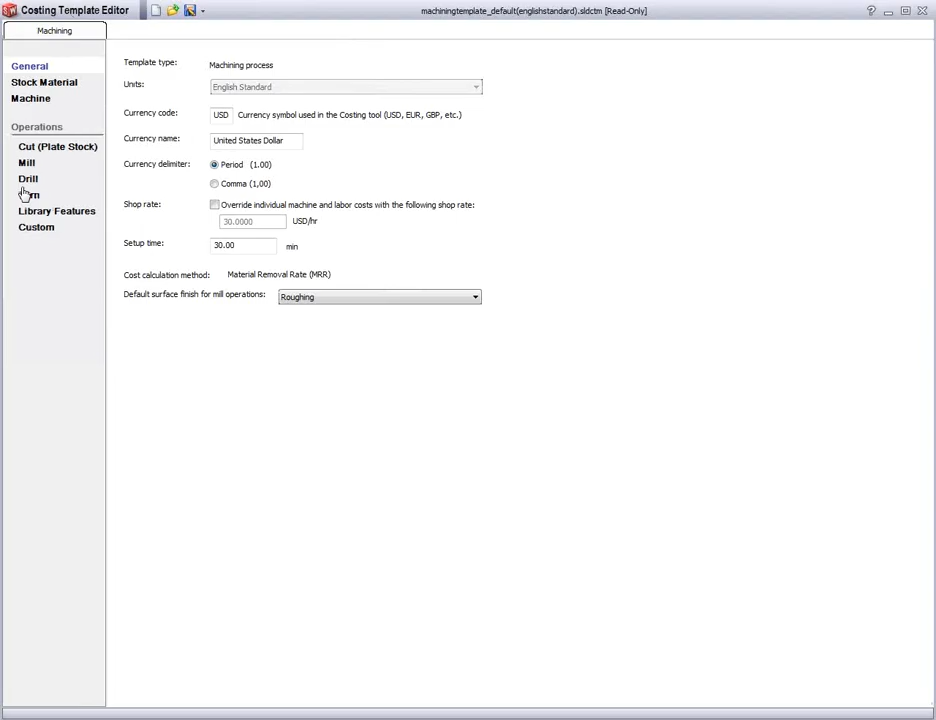 Costing Template Editor
machiningtemplate_default(englishstandard).sldctm [Read-Only]
Machining
General
Stock Material
Machine
Operations
Cut (Plate Stock)
Mill
Drill
Library Features
Custom
Template type: Machining process
Units: English Standard
Currency code: USD Currency symbol used in the Costing tool (USD, EUR, GBP, etc.)
Currency name: United States Dollar
Currency delimiter: Period (1.00)
Comma (1,00)
Shop rate: Override individual machine and labor costs with the following shop rate:
30.0000 USD/hr
Setup time: 30.00 min
Cost calculation method: Material Removal Rate (MRR)
Default surface finish for mill operations: Roughing